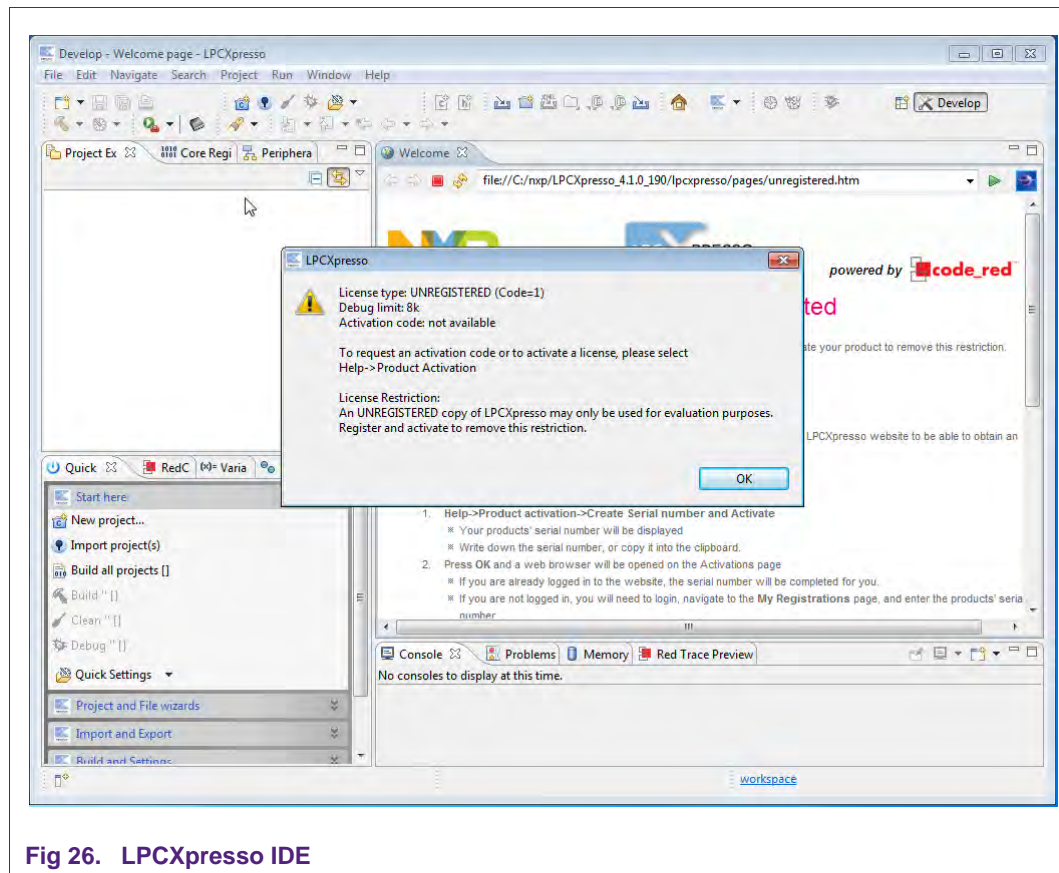 Develop - Welcome page - LPCXpresso
File Edit Navigate Search Project Run Window Help
Develop
Project Ex Core Regi Periphera
Welcome
file://C:/nxp/LPCXpresso_4.1.0_190/lpcxpresso/pages/unregistered.htm
powered by code_red
ted
ate your product to remove this restriction.
LPCXpresso website to be able to obtain an
LPCXpresso
License type: UNREGISTERED (Code=1)
Debug limit: 8k
Activation code: not available
To request an activation code or to activate a license, please select
Help->Product Activation
License Restriction:
An UNREGISTERED copy of LPCXpresso may only be used for evaluation purposes.
Register and activate to remove this restriction.
OK
1. Help->Product activation->Create Serial number and Activate
Your products' serial number will be displayed
Write down the serial number, or copy it into the clipboard.
2. Press OK and a web browser will be opened on the Activations page
If you are already logged in to the website, the serial number will be completed for you.
If you are not logged in, you will need to login, navigate to the My Registrations page, and enter the products' seria
number
Quick RedC (x)= Varia
Start here
New project...
Import project(s)
Build all projects []
Build '' []
Clean '' []
Debug '' []
Quick Settings
Project and File wizards
Import and Export
Build and Settings
Console Problems Memory Red Trace Preview
No consoles to display at this time.
workspace
Fig 26. LPCXpresso IDE